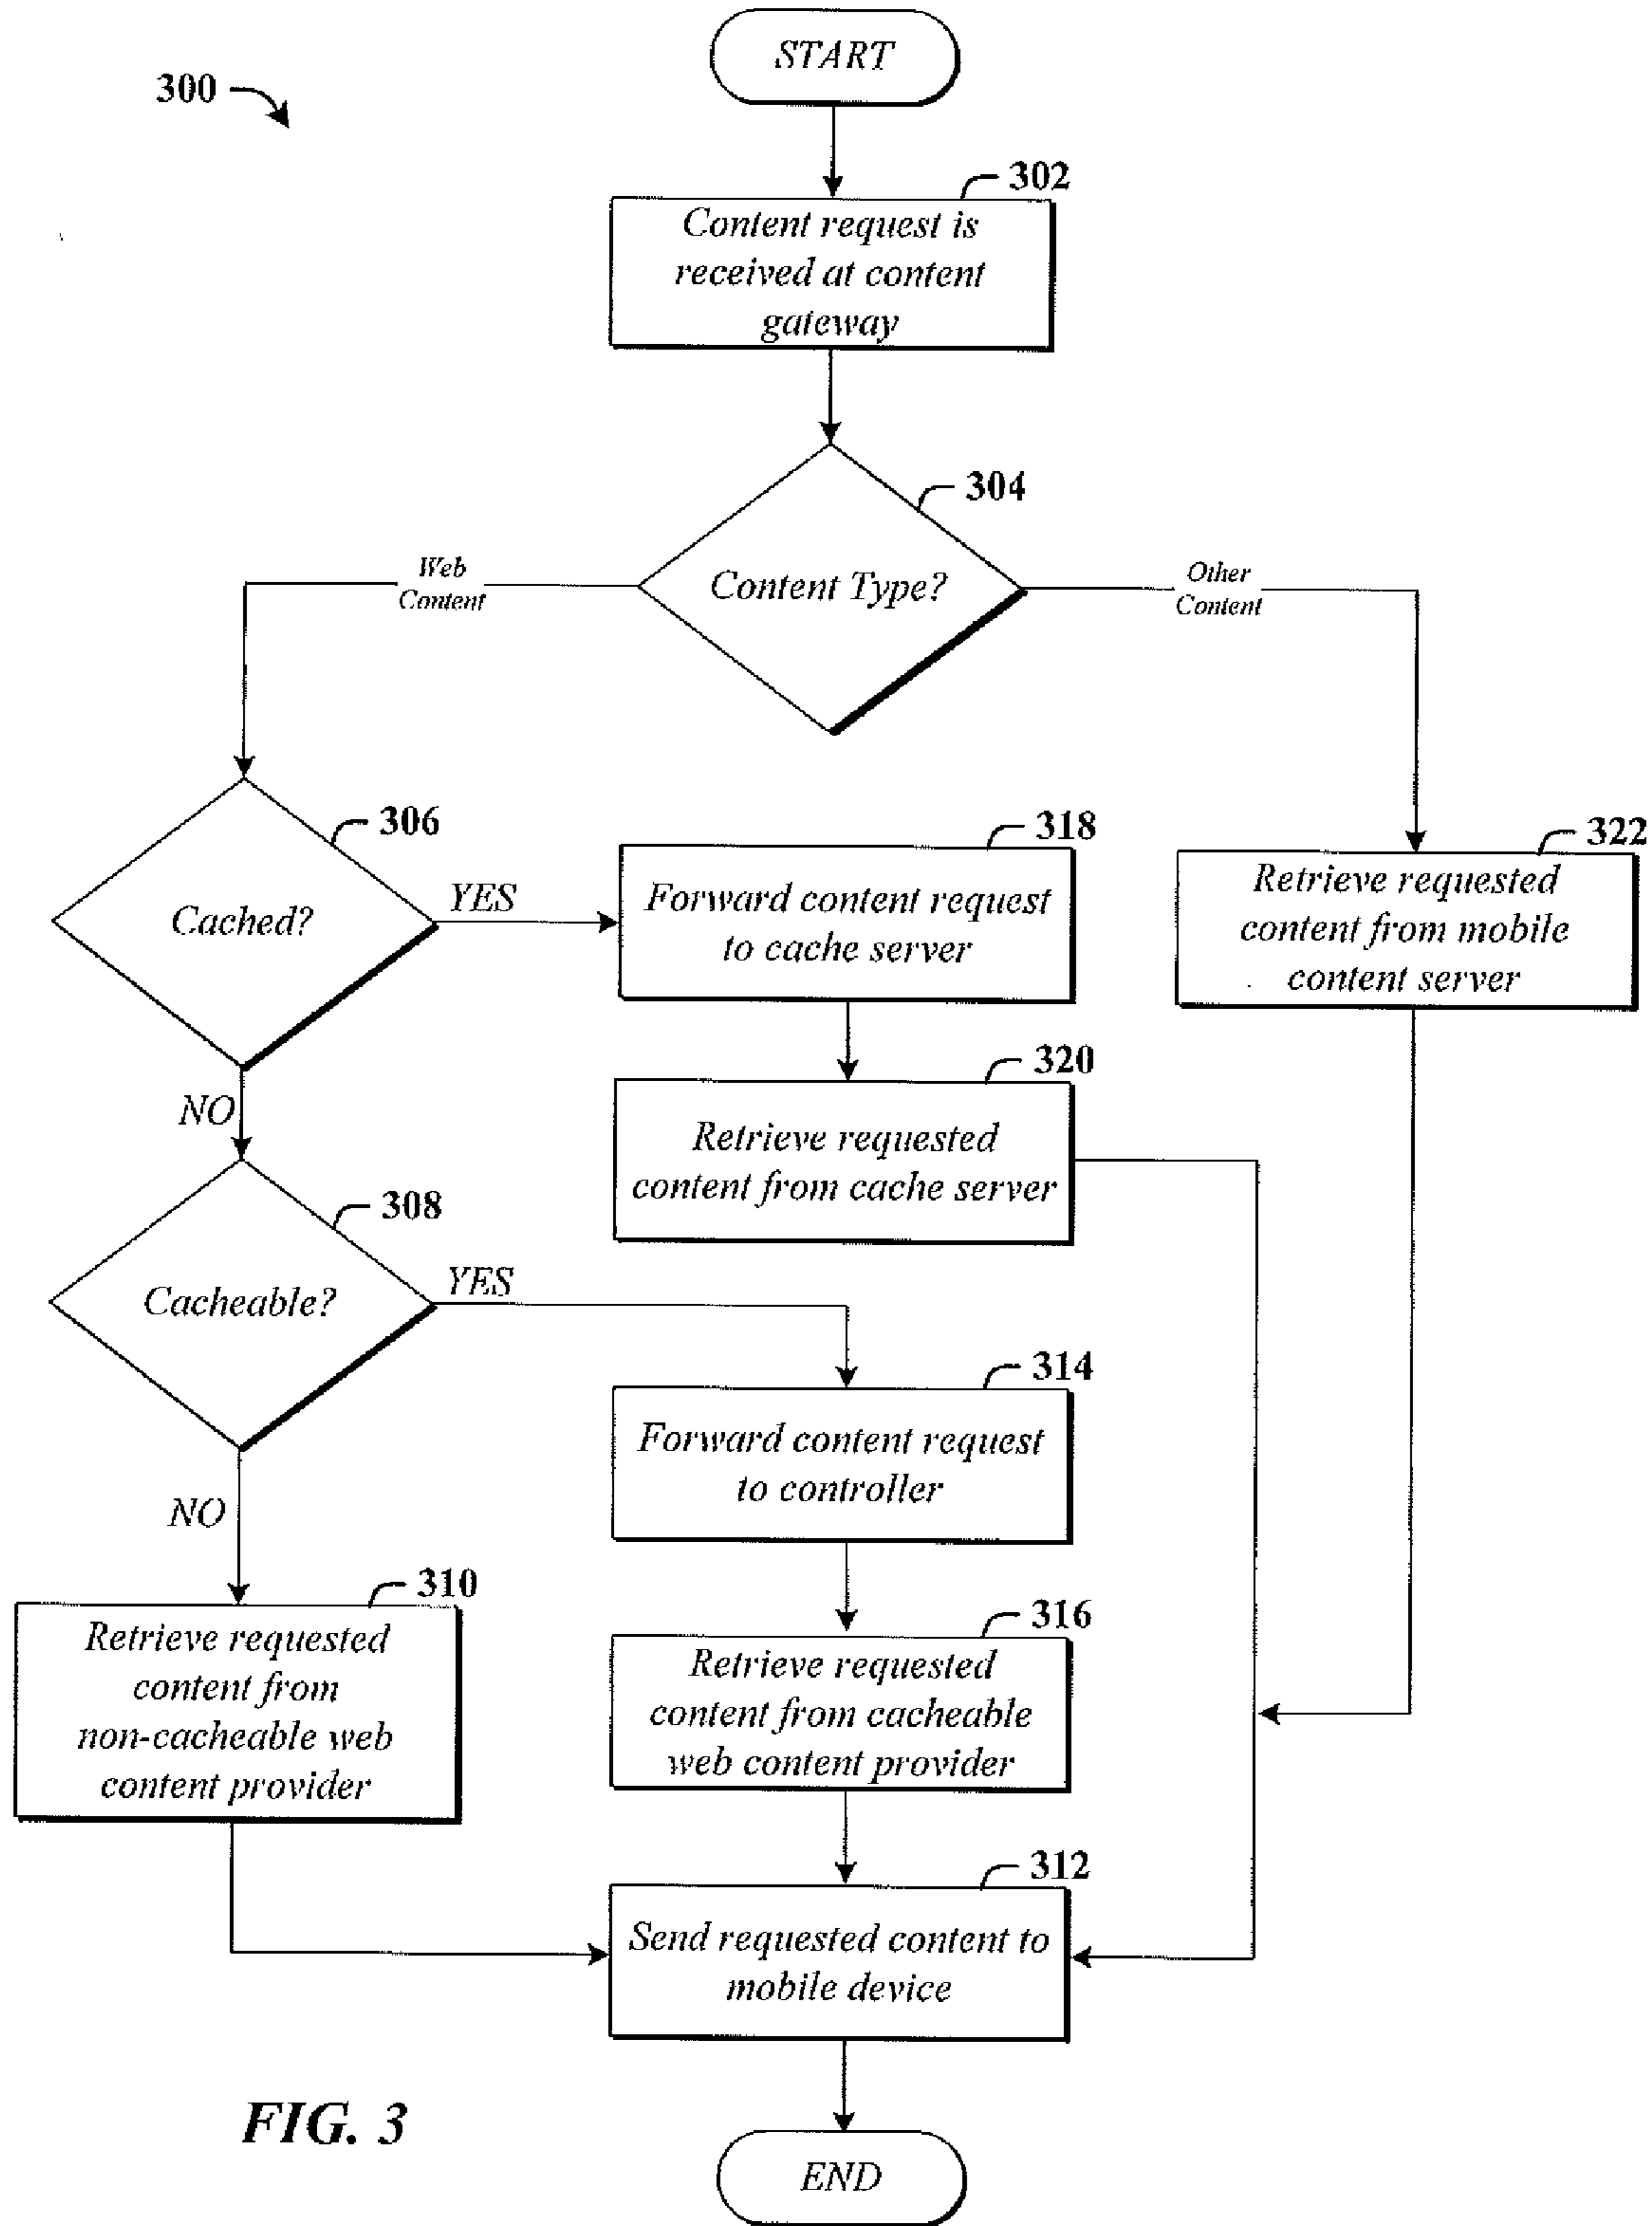 START
300
302
Content request is
received at content
gateway
304
Content Type?
Web
Content
Other
Content
306
Cached?
YES
318
Forward content request
to cache server
322
Retrieve requested
content from mobile
content server
NO
320
Retrieve requested
content from cache server
308
Cacheable?
YES
314
Forward content request
to controller
NO
310
Retrieve requested
content from
non-cacheable web
content provider
316
Retrieve requested
content from cacheable
web content provider
312
Send requested content to
mobile device
FIG. 3
END